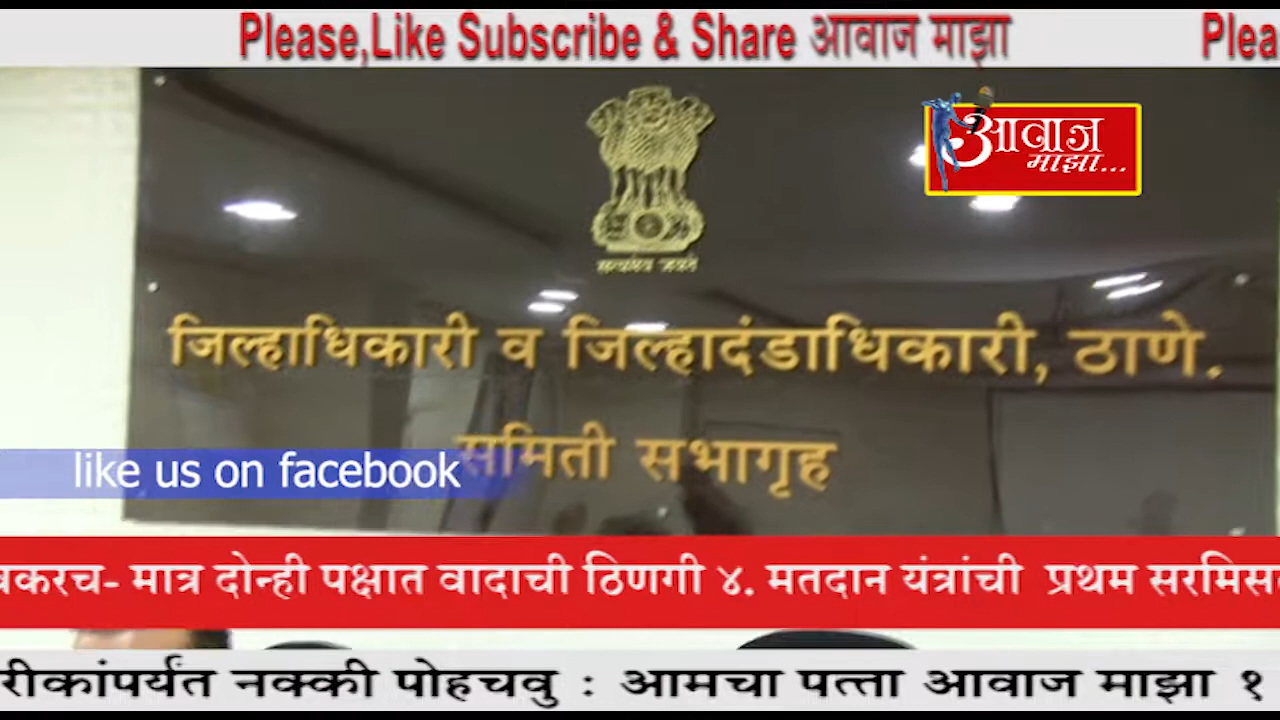 Please,Like Subscribe & Share आवाज माझा Plea
आवाज
माझा...
सत्यमेव जयते
जिल्हाधिकारी व जिल्हादंडाधिकारी, ठाणे.
समिती सभागृह
like us on facebook
वकरच- मात्र दोन्ही पक्षात वादाची ठिणगी ४. मतदान यंत्रांची प्रथम सरमिस
रीकांपर्यंत नक्की पोहचवु : आमचा पत्ता आवाज माझा १